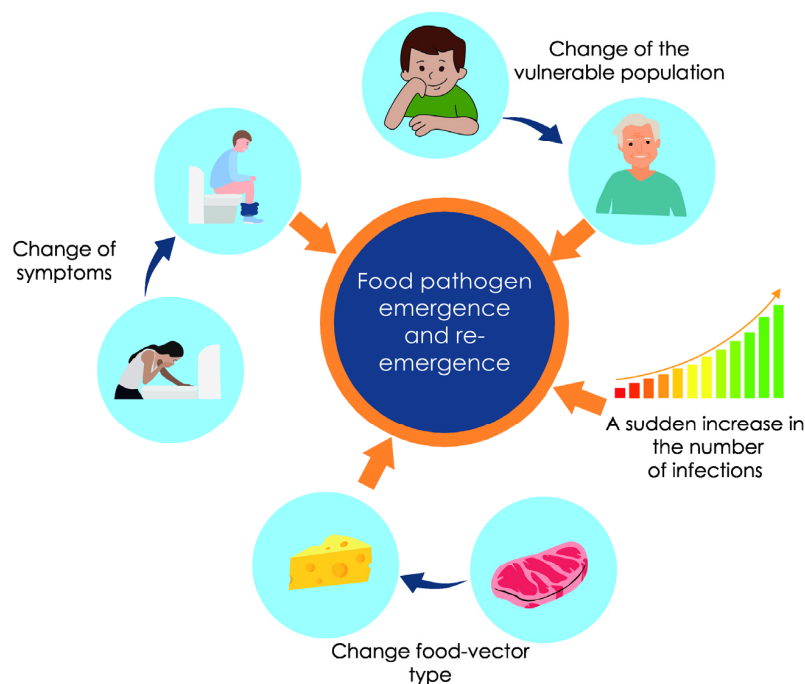 Change of the
vulnerable population
Change of
symptoms
Food pathogen
emergence
and re-
emergence
A sudden increase in
the number
of infections
Change food-vector
type